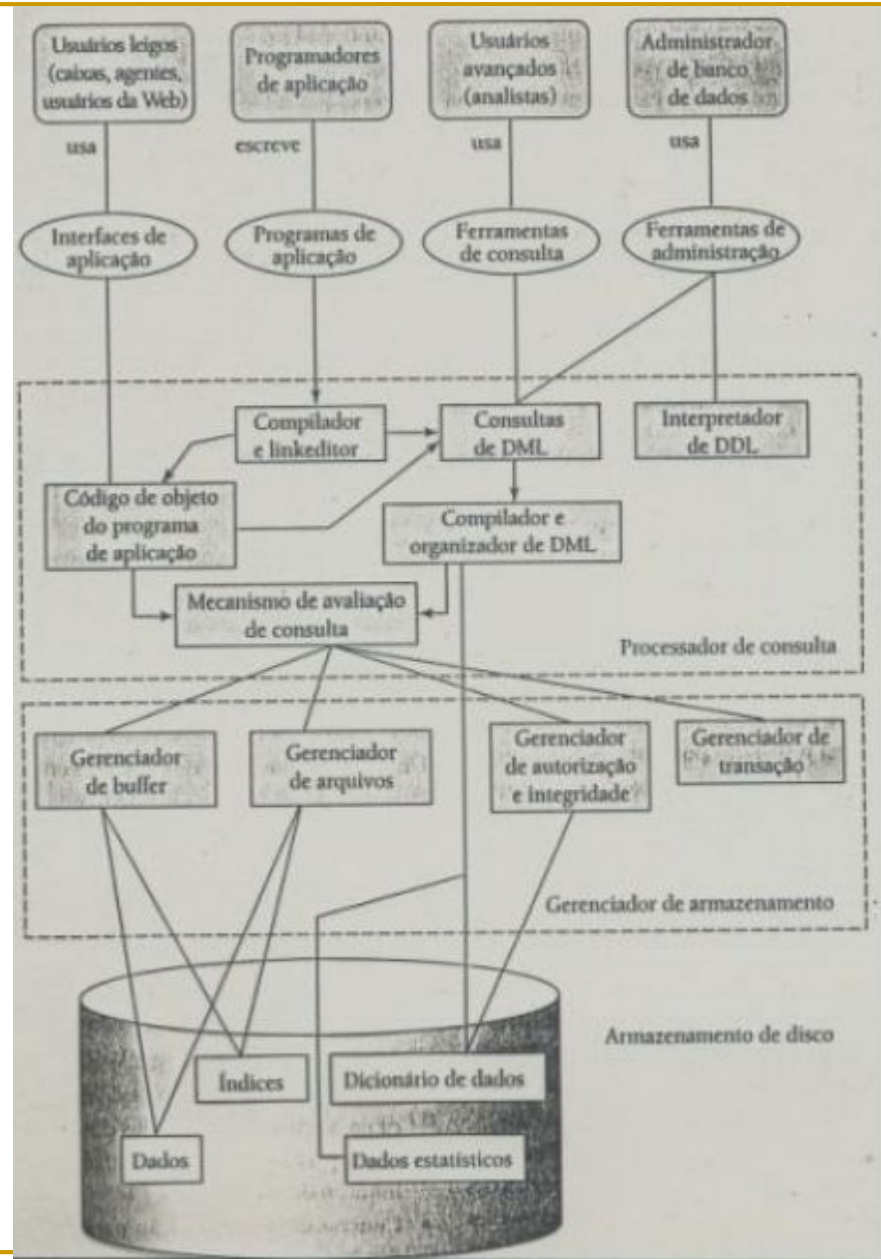 Usuários leigos
(caixas, agentes,
usuários da Web)
Programadores
de aplicação
Usuários
avançados
(analistas)
Administrador
de banco
de dados
usa
escreve
usa
usa
Interfaces de
aplicação
Programas de
aplicação
Ferramentas
de consulta
Ferramentas de
administração
Compilador
e linkeditor
Consultas
de DML
Interpretador
de DDL
Código de objeto
do programa
de aplicação
Compilador e
organizador de DML
Mecanismo de avaliação
de consulta
Processador de consulta
Gerenciador
de buffer
Gerenciador
de arquivos
Gerenciador
de autorização
e integridade
Gerenciador de
transação
Gerenciador de armazenamento
Armazenamento de disco
Índices
Dicionário de dados
Dados
Dados estatísticos